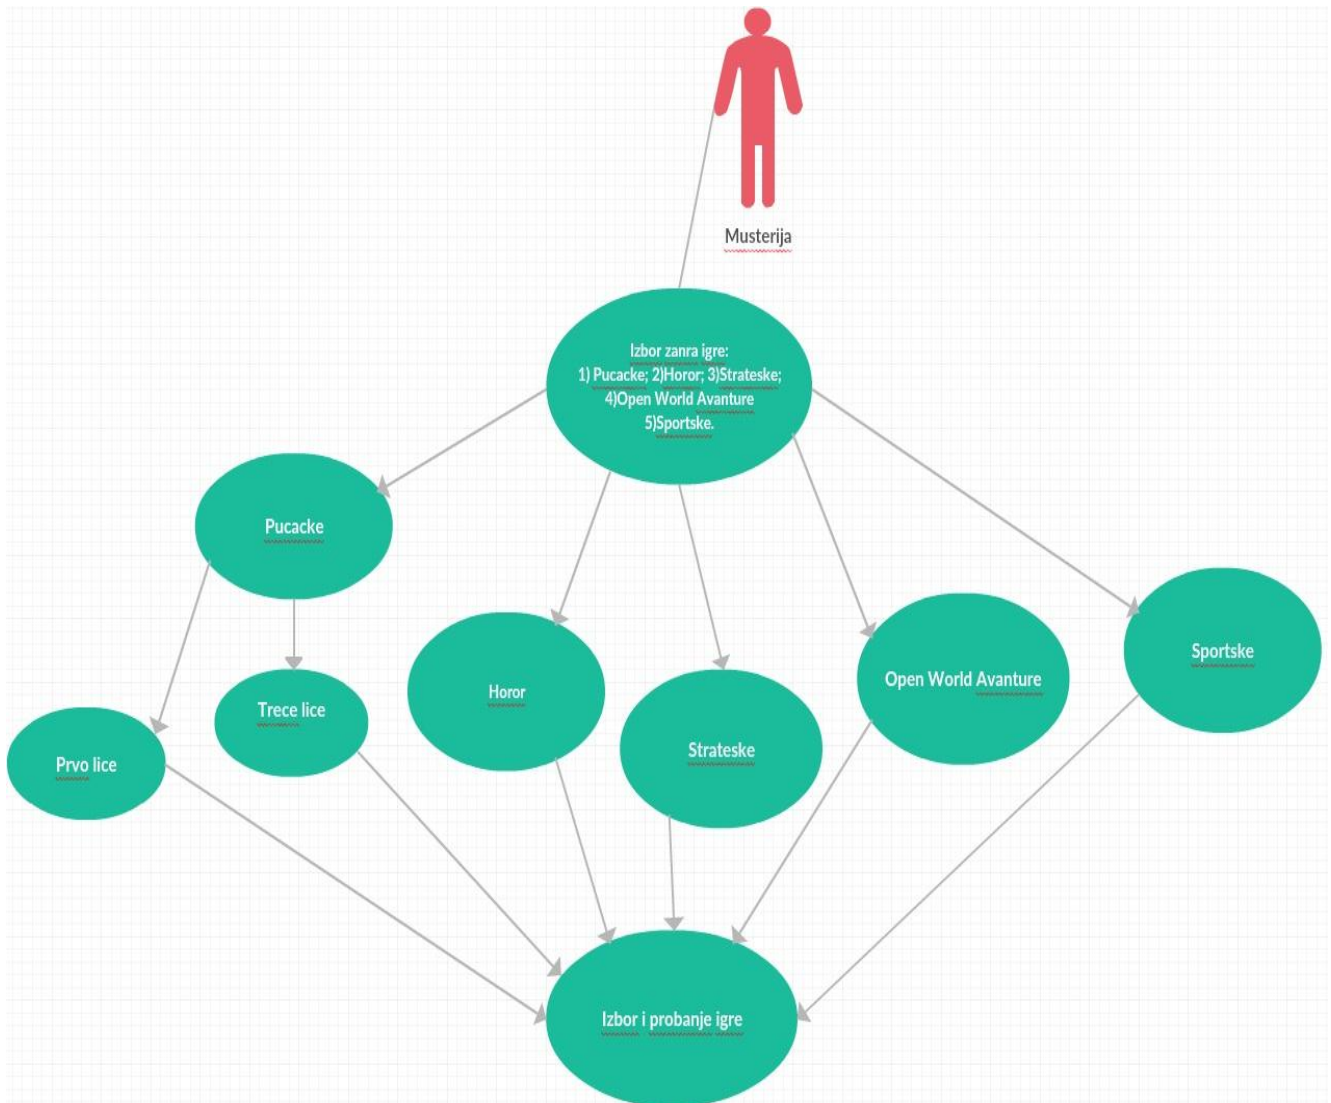 Musterija
Izbor zanra igre:
1) Pucacke; 2)Horor; 3)Strateske;
4)Open World Avanture
5)Sportske.
Pucacke
Prvo lice
Trece lice
Horor
Strateske
Open World Avanture
Sportske
Izbor i probanje igre